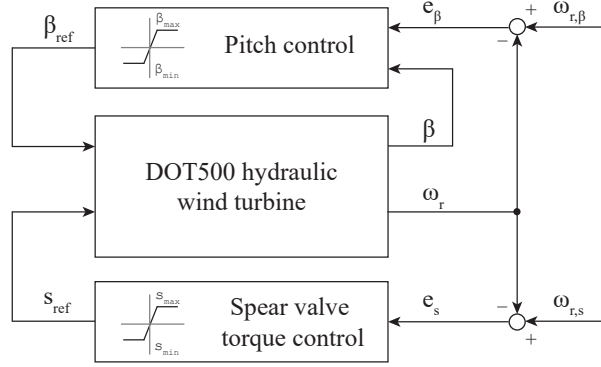 β_ref
β_max
β_min
Pitch control
e_β
+
−
ω_r,β
DOT500 hydraulic
wind turbine
β
ω_r
s_ref
s_max
s_min
Spear valve
torque control
e_s
−
+
ω_r,s